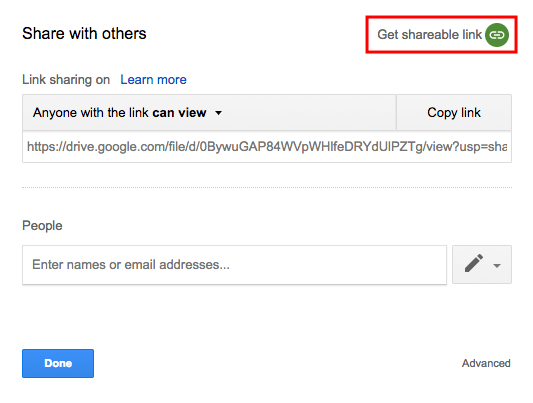 Share with others
Get shareable link
Link sharing on Learn more
Anyone with the link can view
Copy link
https://drive.google.com/file/d/0BywuGAP84WVpWHlfeDRYdUlPZTg/view?usp=sha
People
Enter names or email addresses...
Done
Advanced